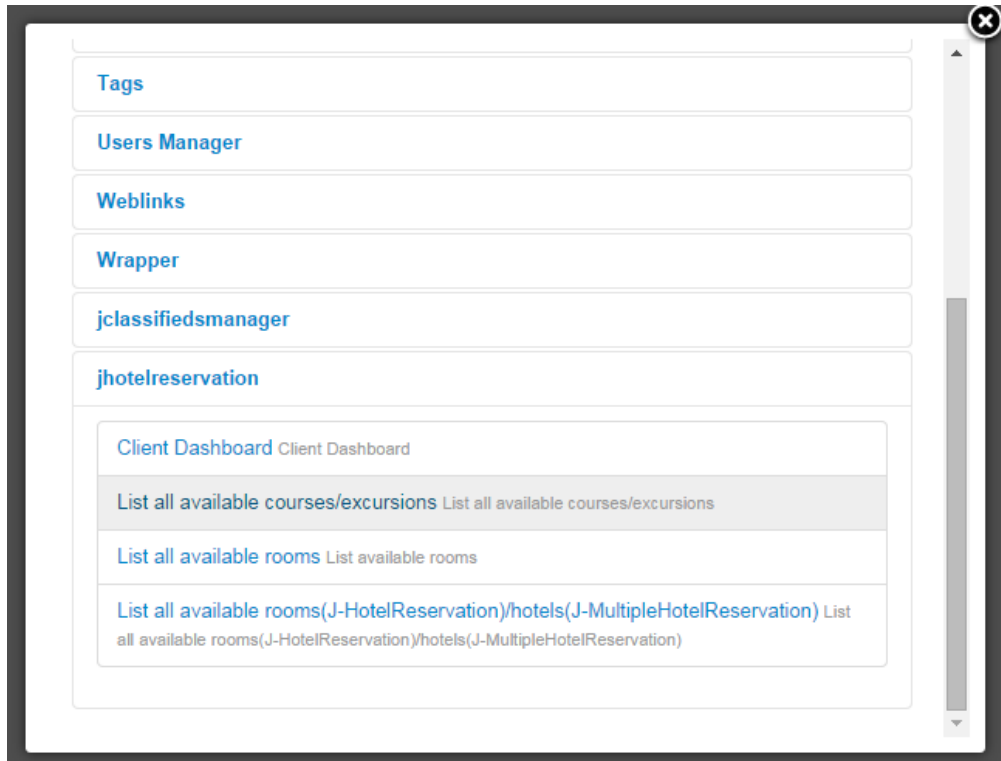 Tags
Users Manager
Weblinks
Wrapper
jclassifiedsmanager
jhotelreservation
Client Dashboard Client Dashboard
List all available courses/excursions List all available courses/excursions
List all available rooms List available rooms
List all available rooms(J-HotelReservation)/hotels(J-MultipleHotelReservation) List
all available rooms(J-HotelReservation)/hotels(J-MultipleHotelReservation)